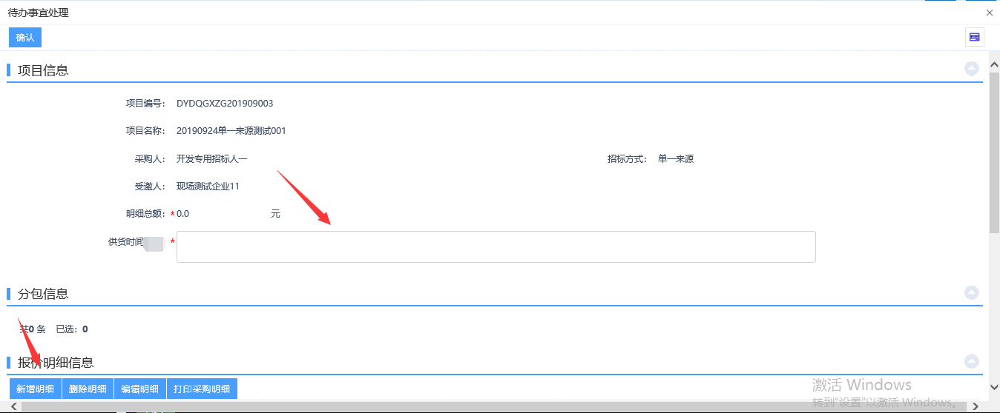 待办事宜处理
确认
项目信息
项目编号： DYDQGXZG201909003
项目名称： 20190924单一来源测试001
采购人： 开发专用招标人一 招标方式： 单一来源
受邀人： 现场测试企业11
明细总额： *0.0 元
供货时间 *
分包信息
共0 条 已选：0
报价明细信息
新增明细 删除明细 编辑明细 打印采购明细
激活 Windows
转到"设置"以激活 Windows。